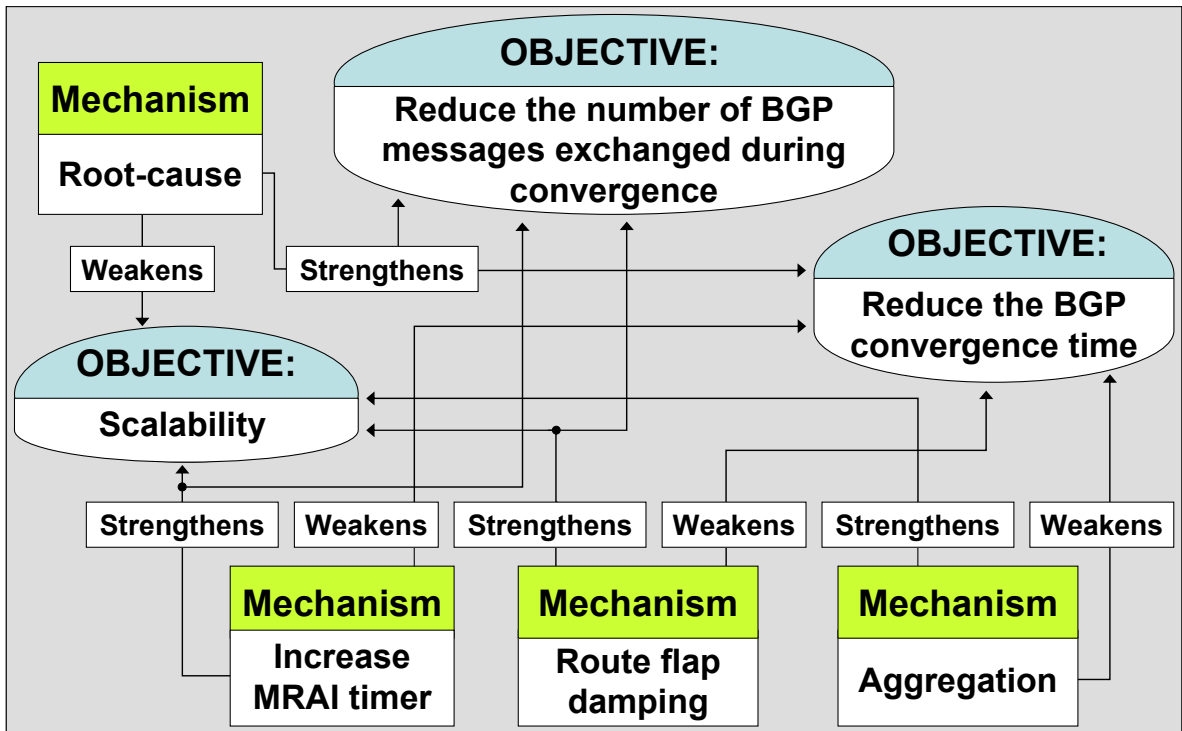 OBJECTIVE:
Reduce the number of BGP
messages exchanged during
convergence
Mechanism
Root-cause
Weakens
Strengthens
OBJECTIVE:
Reduce the BGP
convergence time
OBJECTIVE:
Scalability
Strengthens
Weakens
Strengthens
Weakens
Strengthens
Weakens
Mechanism
Increase
MRAI timer
Mechanism
Route flap
damping
Mechanism
Aggregation